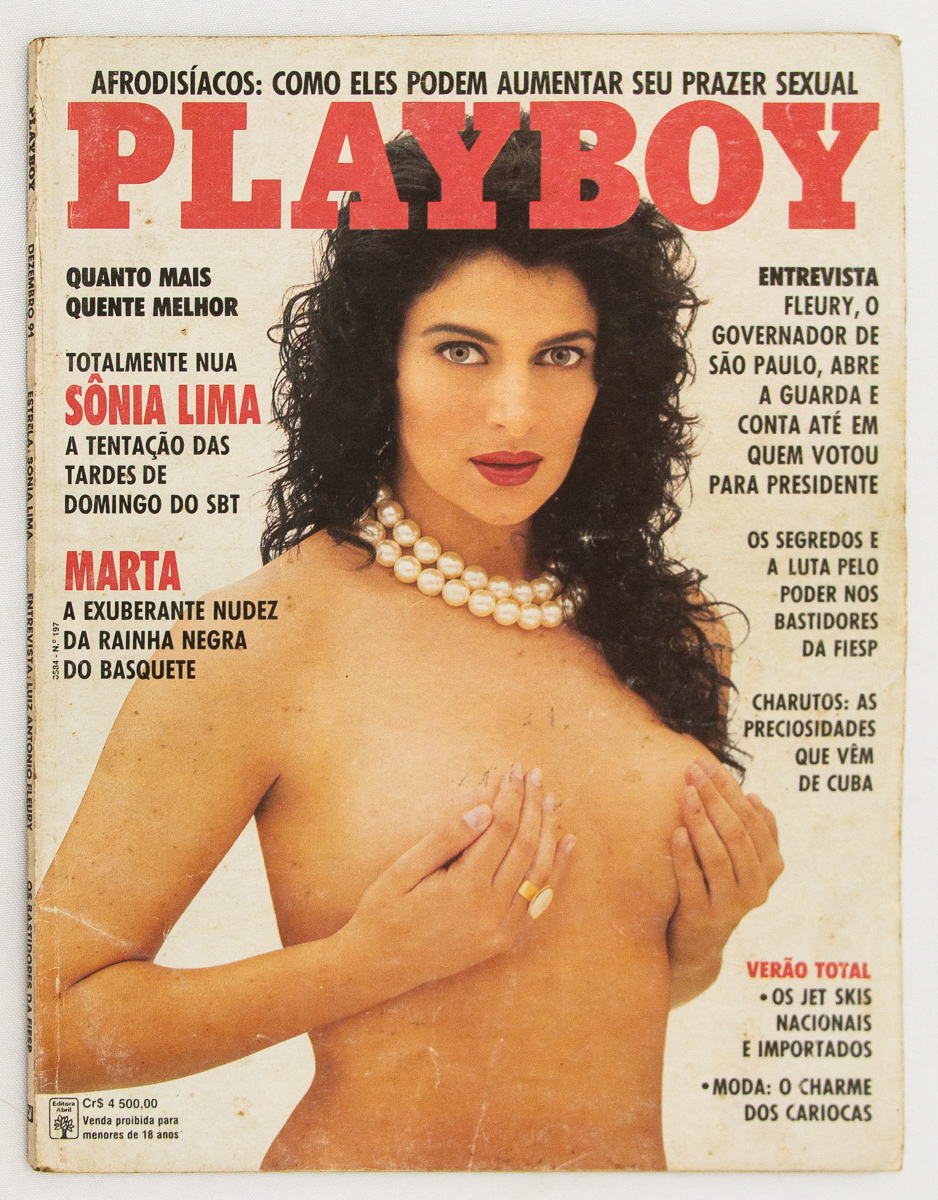 AFRODISÍACOS: COMO ELES PODEM AUMENTAR SEU PRAZER SEXUAL
PLAYBOY
QUANTO MAIS
QUENTE MELHOR
TOTALMENTE NUA
SÔNIA LIMA
A TENTAÇÃO DAS
TARDES DE
DOMINGO DO SBT
MARTA
A EXUBERANTE NUDEZ
DA RAINHA NEGRA
DO BASQUETE
ENTREVISTA
FLEURY, O
GOVERNADOR DE
SÃO PAULO, ABRE
A GUARDA E
CONTA ATÉ EM
QUEM VOTOU
PARA PRESIDENTE
OS SEGREDOS E
A LUTA PELO
PODER NOS
BASTIDORES
DA FIESP
CHARUTOS: AS
PRECIOSIDADES
QUE VÊM
DE CUBA
VERÃO TOTAL
• OS JET SKIS
NACIONAIS
E IMPORTADOS
• MODA: O CHARME
DOS CARIOCAS
3584 - N.º 197
Editora
Abril
Cr$ 4 500,00
Venda proibida para
menores de 18 anos
PLAYBOY DEZEMBRO 91 ESTRELA: SÔNIA LIMA ENTREVISTA: LUIZ ANTONIO FLEURY OS BASTIDORES DA FIESP